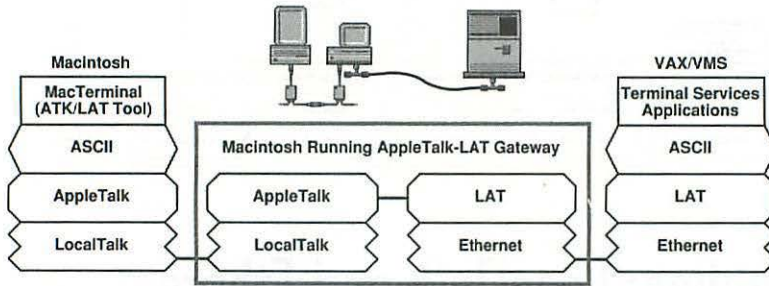 Macintosh
MacTerminal
(ATK/LAT Tool)
ASCII
AppleTalk
LocalTalk
Macintosh Running AppleTalk-LAT Gateway
AppleTalk
LAT
LocalTalk
Ethernet
VAX/VMS
Terminal Services
Applications
ASCII
LAT
Ethernet